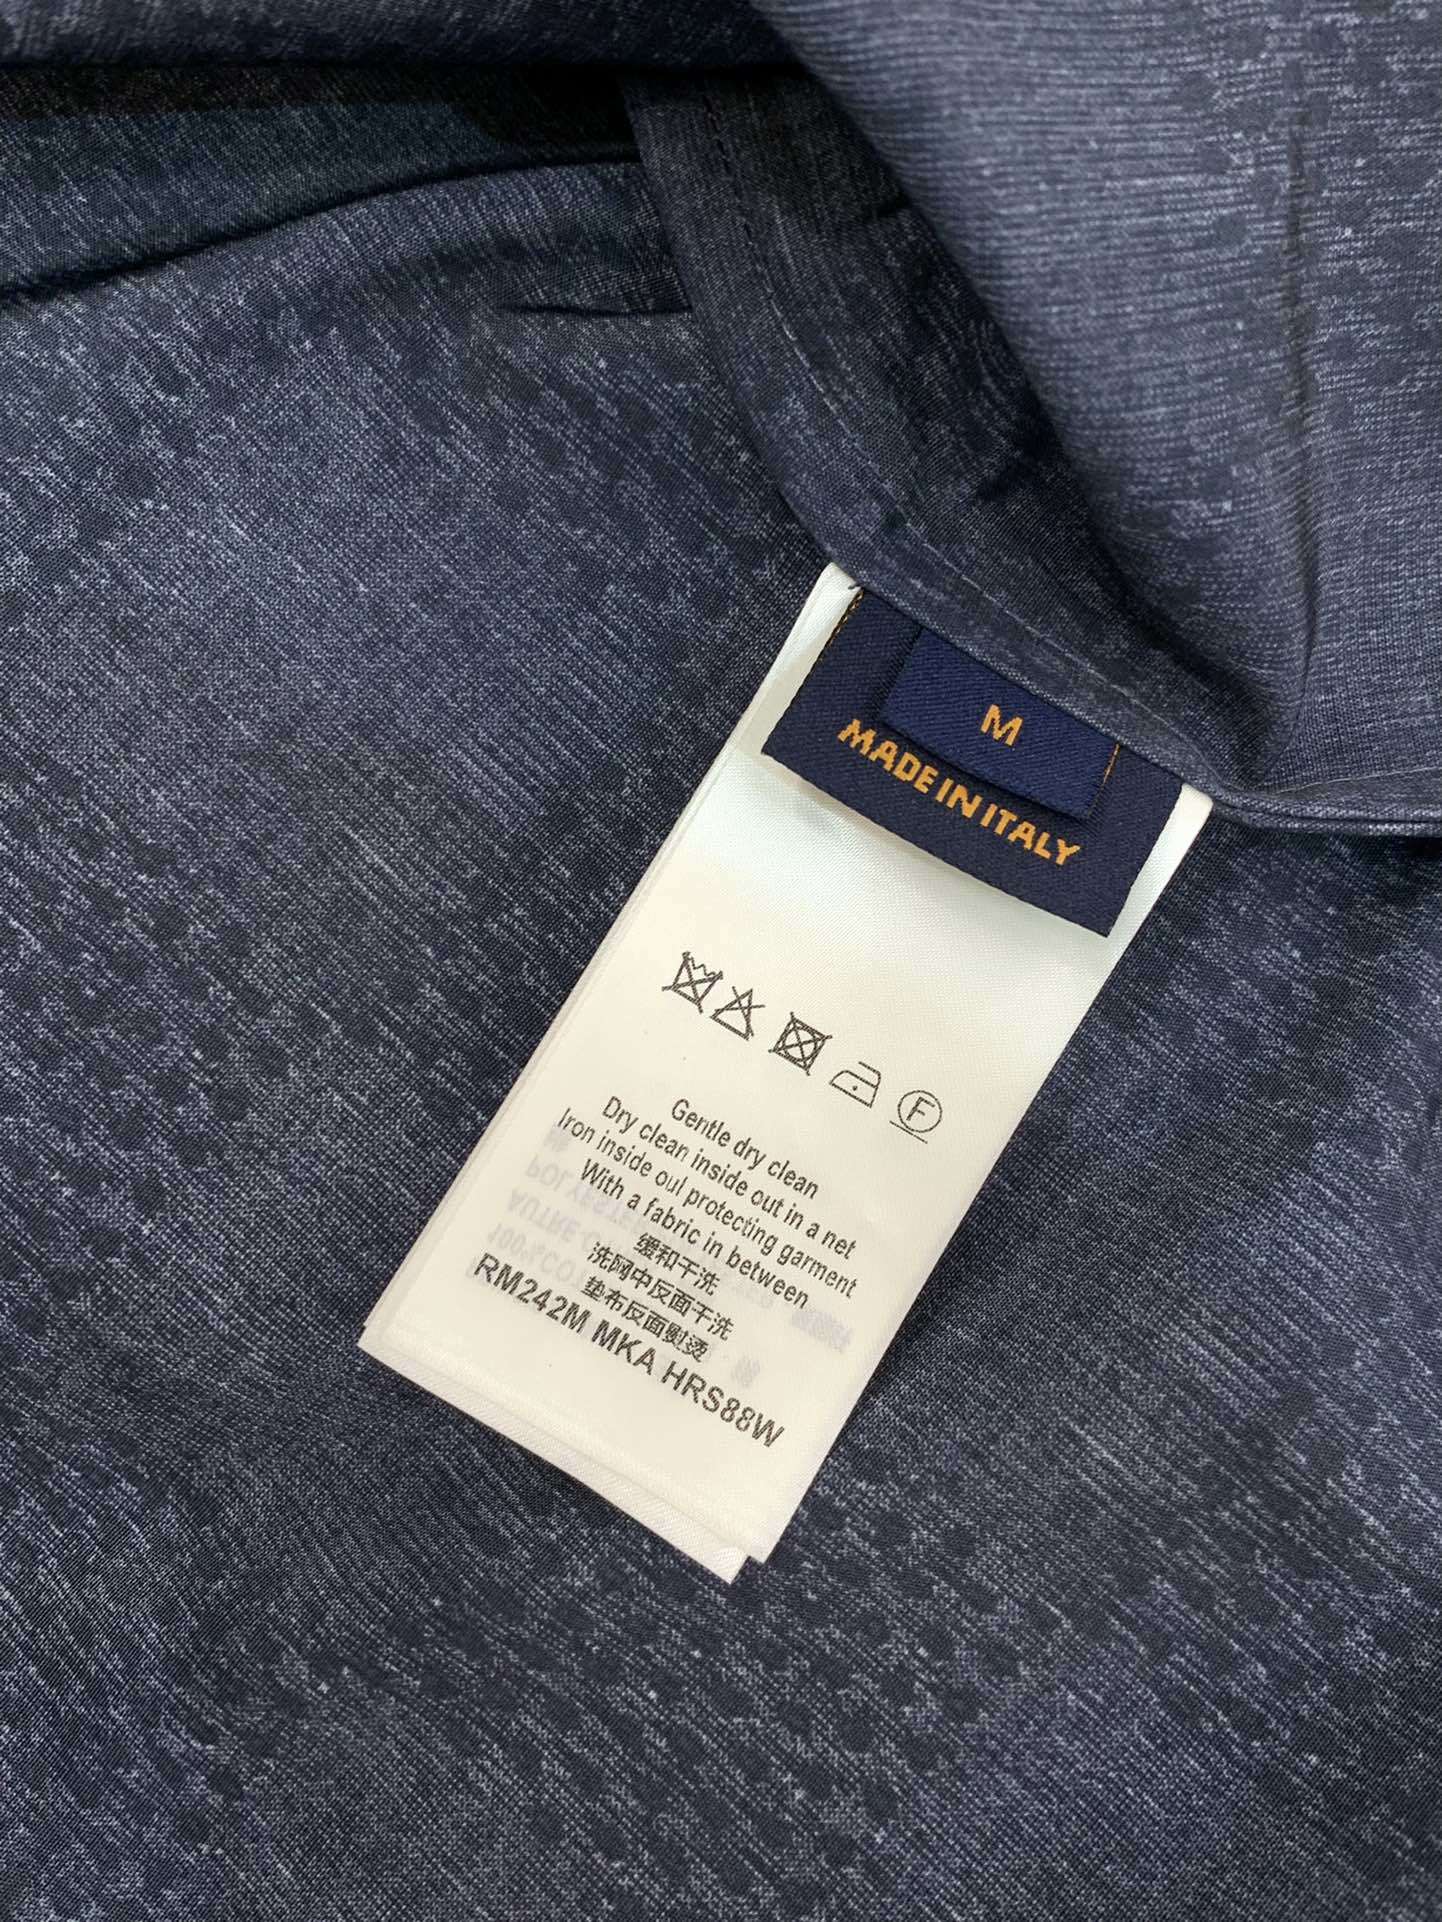 M
MADE IN ITALY
F
Gentle dry clean
Dry clean inside out in a net
Iron inside oul protecting garment
With a fabric in between
缓和干洗
洗网中反面干洗
垫布反面熨烫
RM242M MKA HRS88W